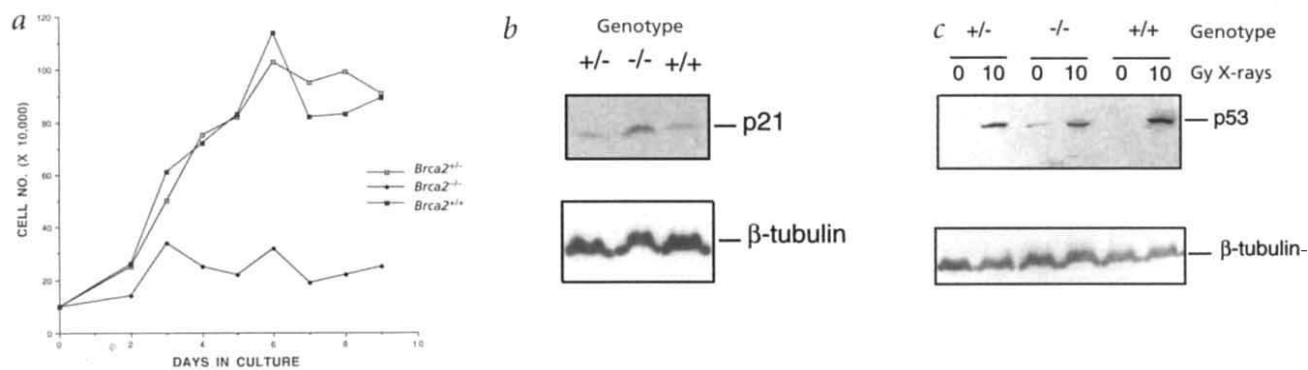 a
120
100
80
60
40
20
0
CELL NO. (X 10,000)
0 2 4 6 8 10
DAYS IN CULTURE
Brca2+/-
Brca2-/-
Brca2+/+
b
Genotype
+/- -/- +/+
p21
β-tubulin
c
+/- -/- +/+ Genotype
0 10 0 10 0 10 Gy X-rays
p53
β-tubulin